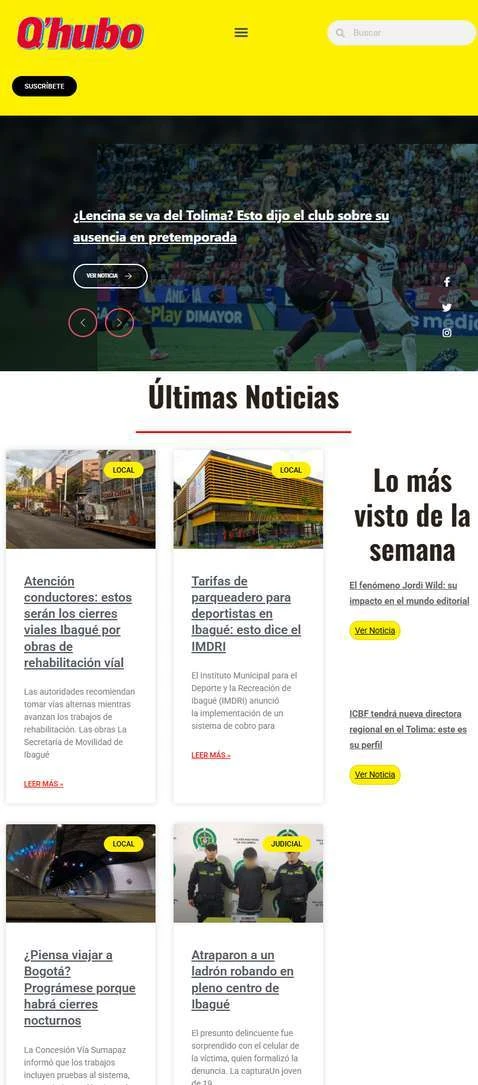 Q'hubo
Buscar
SUSCRÍBETE
¿Lencina se va del Tolima? Esto dijo el club sobre su
ausencia en pretemporada
VER NOTICIA
Play DIMAYOR
Últimas Noticias
LOCAL
Atención
conductores: estos
serán los cierres
viales Ibagué por
obras de
rehabilitación víal
Las autoridades recomiendan
tomar vías alternas mientras
avanzan los trabajos de
rehabilitación. Las obras La
Secretaría de Movilidad de
Ibagué
LEER MÁS »
LOCAL
Tarifas de
parqueadero para
deportistas en
Ibagué: esto dice el
IMDRI
El Instituto Municipal para el
Deporte y la Recreación de
Ibagué (IMDRI) anunció
la implementación de un
sistema de cobro para
LEER MÁS »
Lo más
visto de la
semana
El fenómeno Jordi Wild: su
impacto en el mundo editorial
Ver Noticia
ICBF tendrá nueva directora
regional en el Tolima: este es
su perfil
Ver Noticia
LOCAL
¿Piensa viajar a
Bogotá?
Prográmese porque
habrá cierres
nocturnos
La Concesión Vía Sumapaz
informó que los trabajos
incluyen pruebas al sistema,
JUDICIAL
Atraparon a un
ladrón robando en
pleno centro de
Ibagué
El presunto delincuente fue
sorprendido con el celular de
la víctima, quien formalizó la
denuncia. La capturaUn joven
de 19